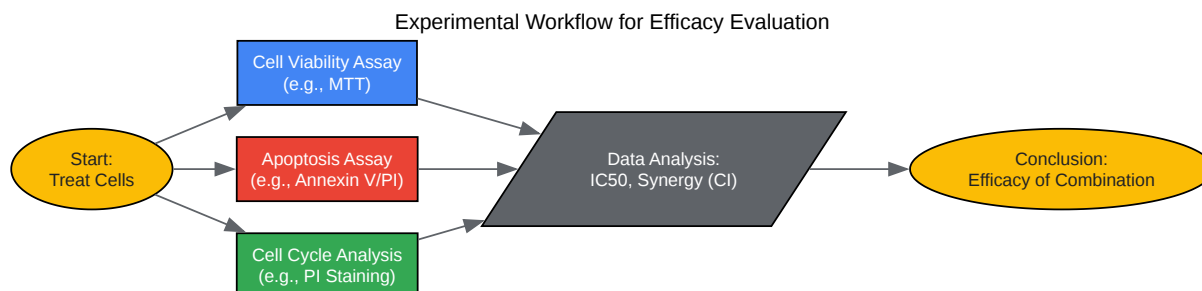 Experimental Workflow for Efficacy Evaluation
Cell Viability Assay
(e.g., MTT)
Start:
Treat Cells
Apoptosis Assay
(e.g., Annexin V/PI)
Data Analysis:
IC50, Synergy (CI)
Conclusion:
Efficacy of Combination
Cell Cycle Analysis
(e.g., PI Staining)